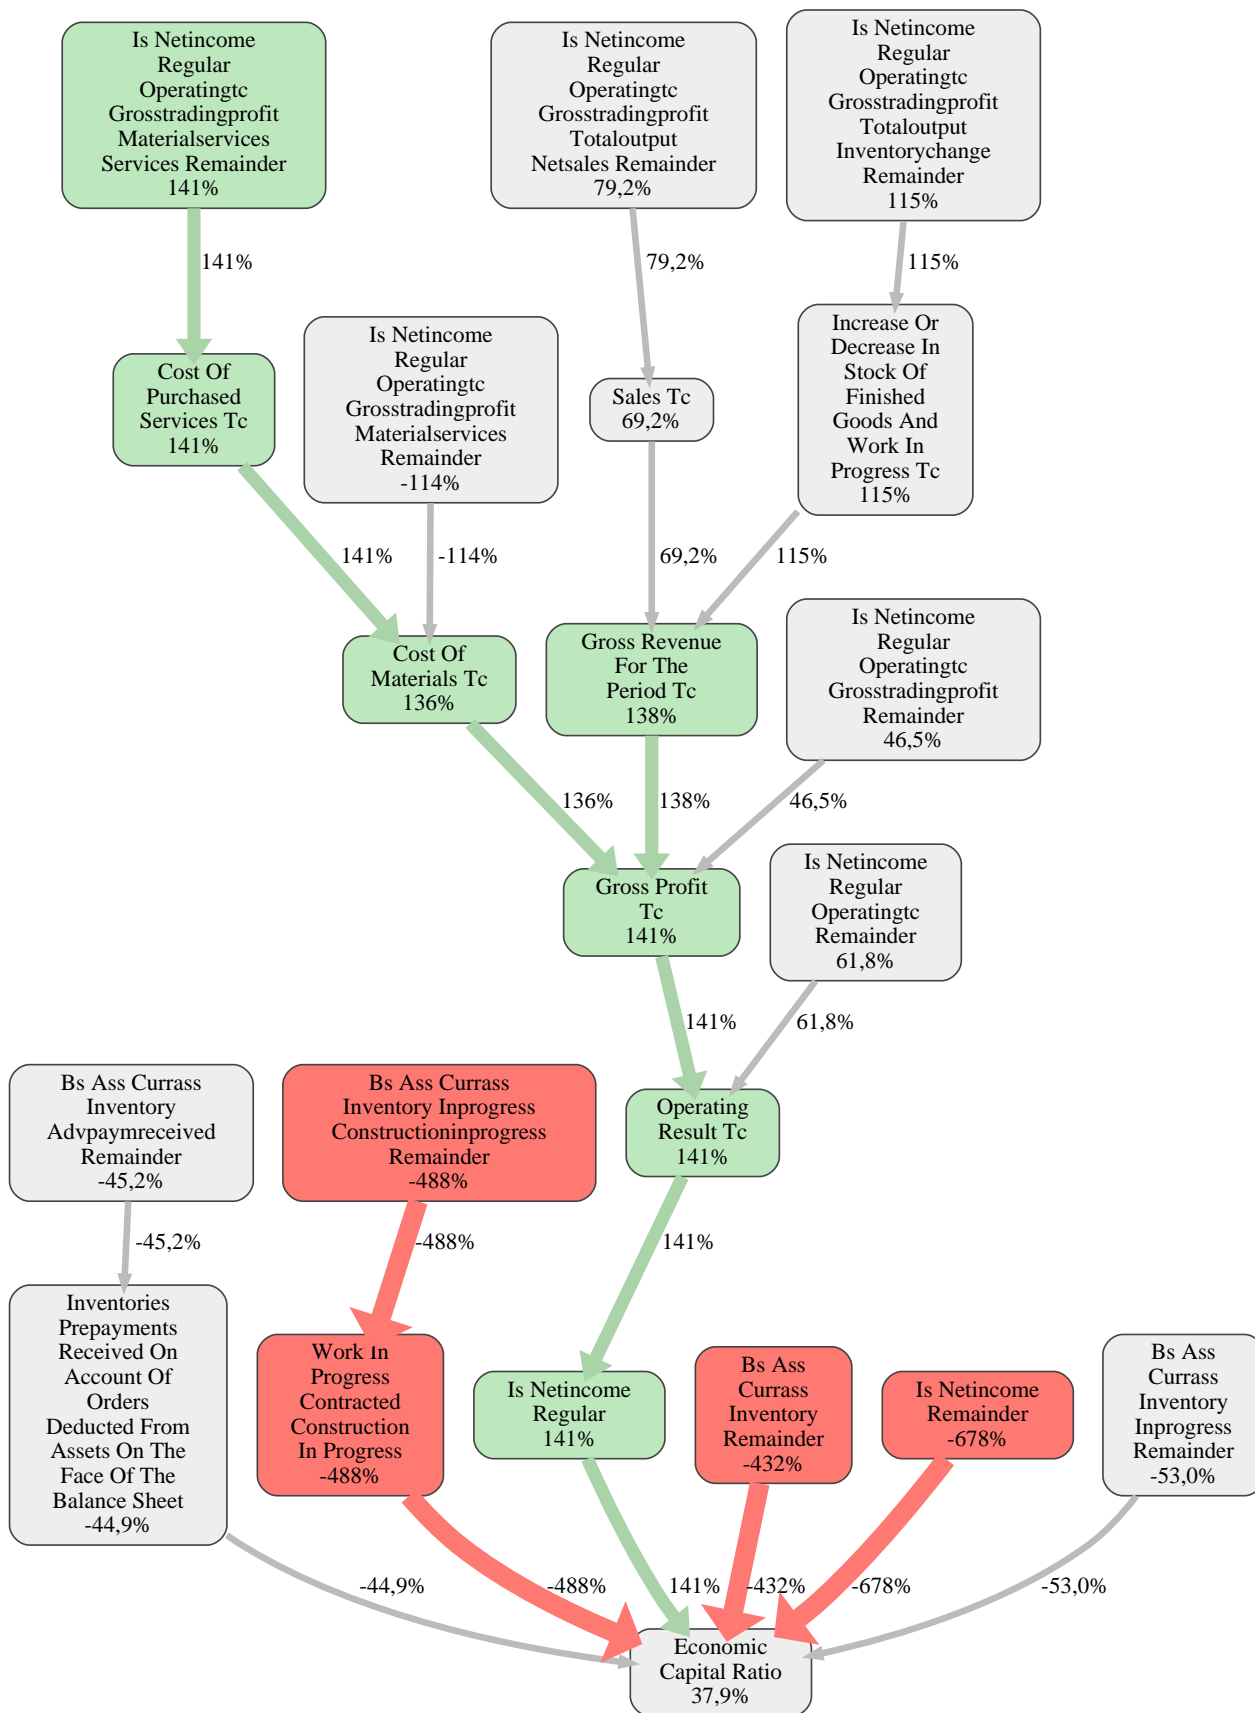 Is Netincome
Regular
Operatingtc
Grosstradingprofit
Materialservices
Services Remainder
141%
Is Netincome
Regular
Operatingtc
Grosstradingprofit
Totaloutput
Netsales Remainder
79,2%
Is Netincome
Regular
Operatingtc
Grosstradingprofit
Totaloutput
Inventorychange
Remainder
115%
141%
79,2%
115%
Cost Of
Purchased
Services Tc
141%
Is Netincome
Regular
Operatingtc
Grosstradingprofit
Materialservices
Remainder
-114%
Sales Tc
69,2%
Increase Or
Decrease In
Stock Of
Finished
Goods And
Work In
Progress Tc
115%
141%
-114%
69,2%
115%
Cost Of
Materials Tc
136%
Gross Revenue
For The
Period Tc
138%
Is Netincome
Regular
Operatingtc
Grosstradingprofit
Remainder
46,5%
136%
138%
46,5%
Gross Profit
Tc
141%
Is Netincome
Regular
Operatingtc
Remainder
61,8%
141%
61,8%
Bs Ass Currass
Inventory
Advpaymreceived
Remainder
-45,2%
Bs Ass Currass
Inventory Inprogress
Constructioninprogress
Remainder
-488%
Operating
Result Tc
141%
-45,2%
-488%
141%
Inventories
Prepayments
Received On
Account Of
Orders
Deducted From
Assets On The
Face Of The
Balance Sheet
-44,9%
Work In
Progress
Contracted
Construction
In Progress
-488%
Is Netincome
Regular
141%
Bs Ass
Currass
Inventory
Remainder
-432%
Is Netincome
Remainder
-678%
Bs Ass
Currass
Inventory
Inprogress
Remainder
-53,0%
-44,9%
-488%
141%
-432%
-678%
-53,0%
Economic
Capital Ratio
37,9%